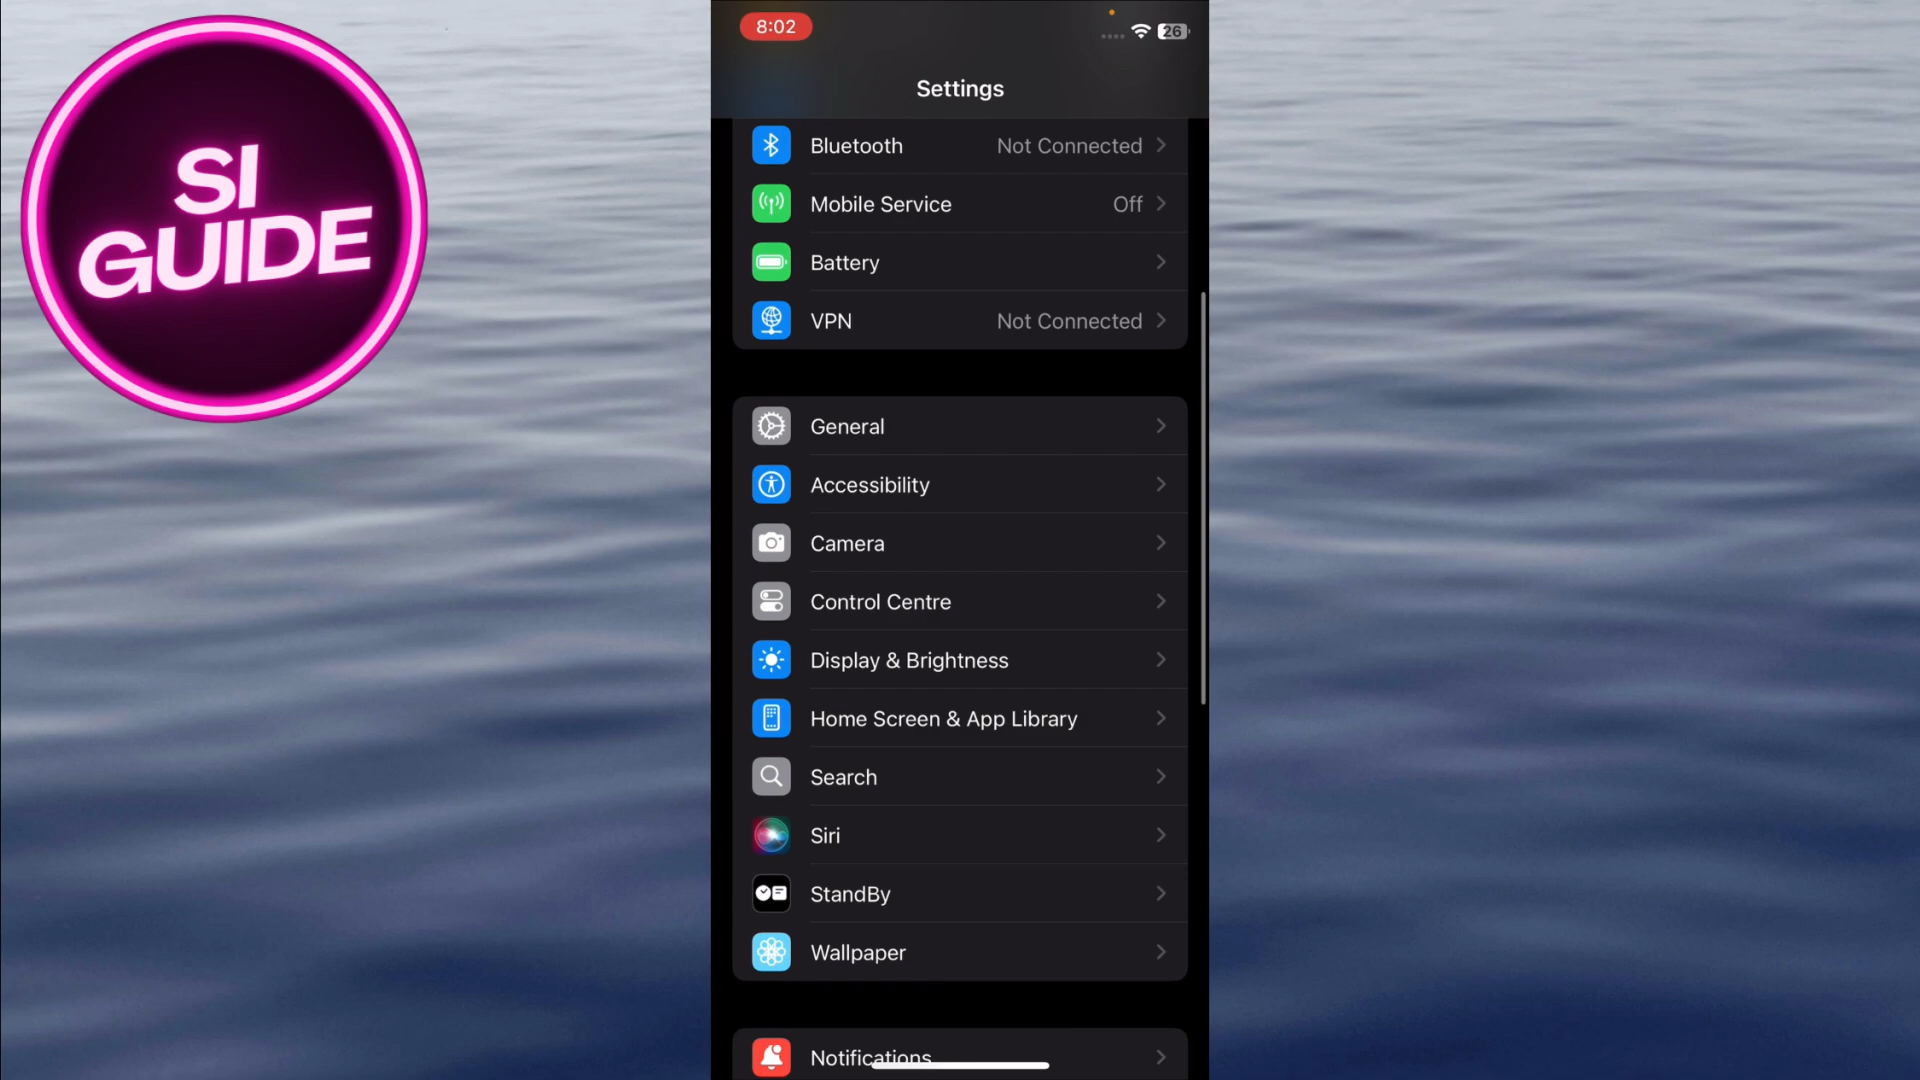 SI
GUIDE
8:02
26
Settings
Bluetooth Not Connected
Mobile Service Off
Battery
VPN Not Connected
General
Accessibility
Camera
Control Centre
Display & Brightness
Home Screen & App Library
Search
Siri
StandBy
Wallpaper
Notifications